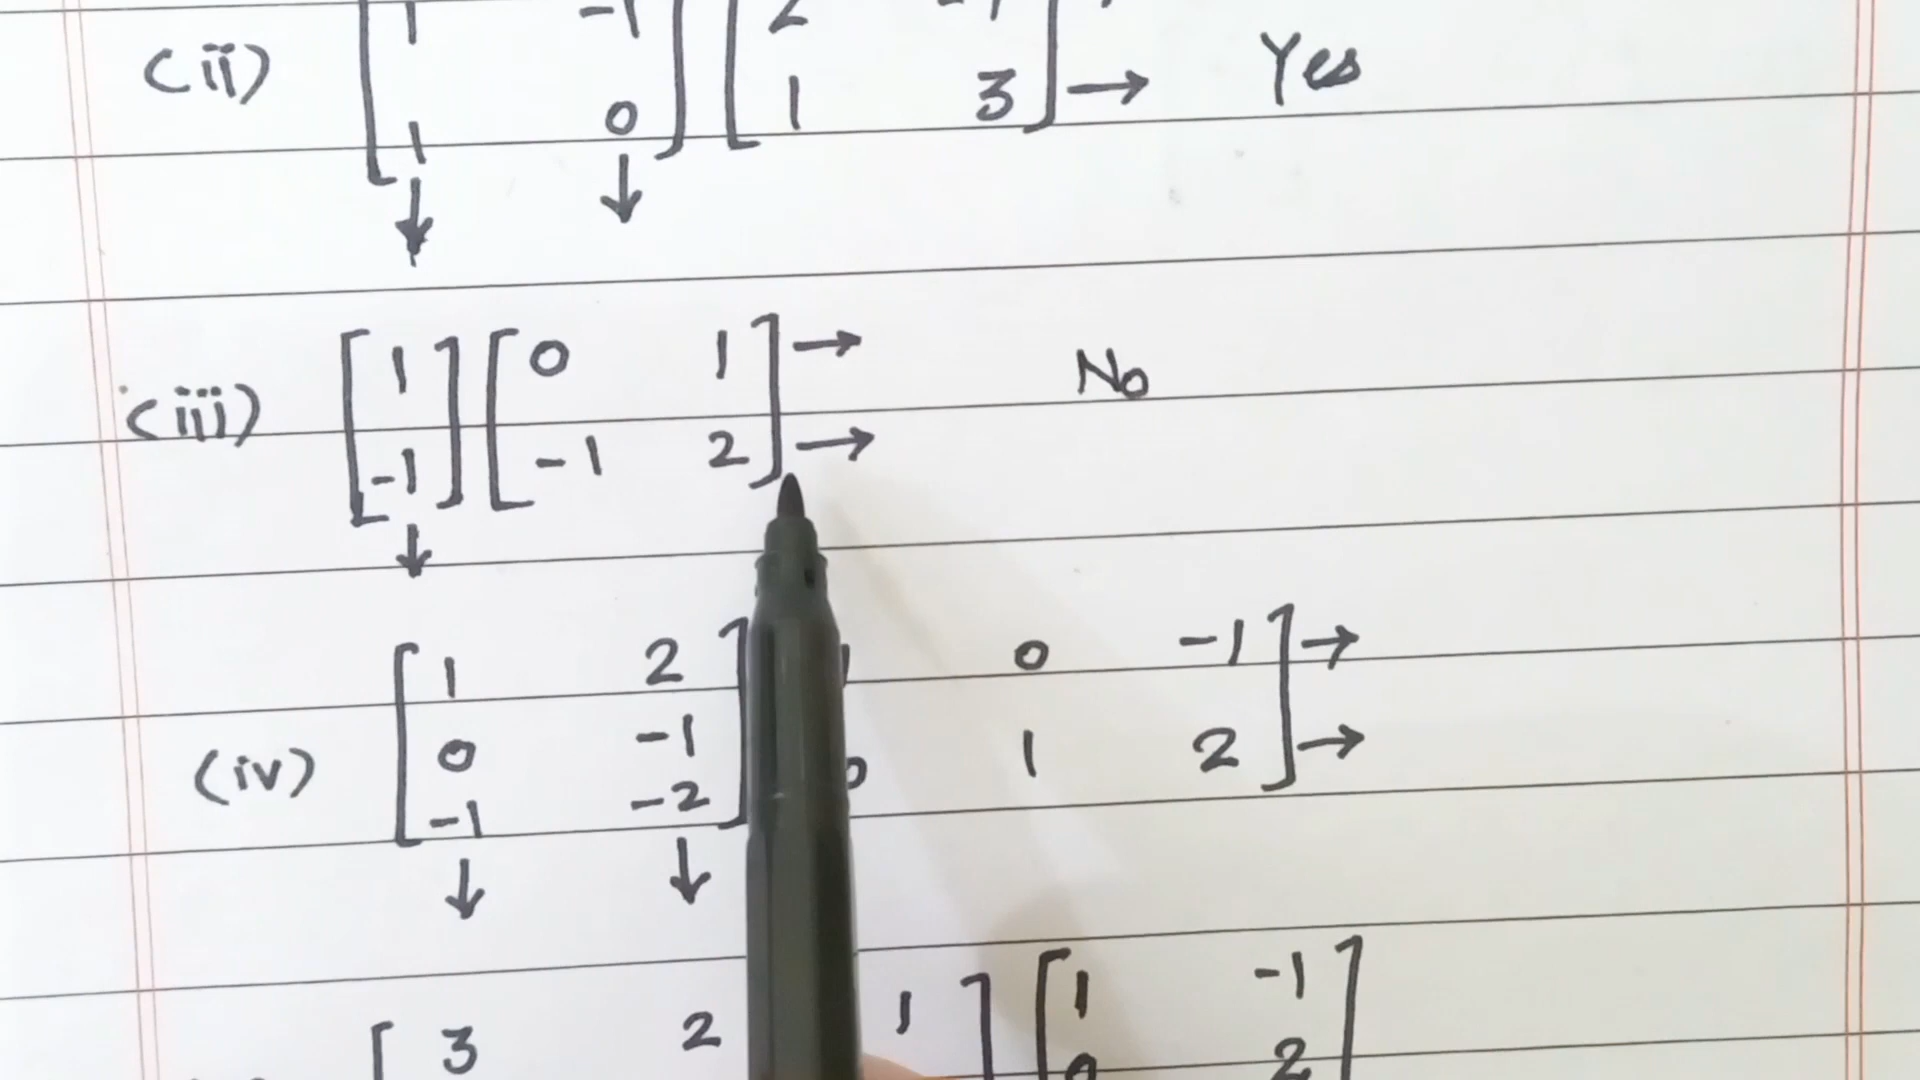 1 -1 2 -1
(ii) 1 0 1 3 → Yes
↓ ↓
1 0 1 →
(iii) No
-1 -1 2 →
↓
1 2 0 -1 →
(iv) 0 -1 1 2 →
-1 -2
↓ ↓
3 2 1 1 -1
0 2